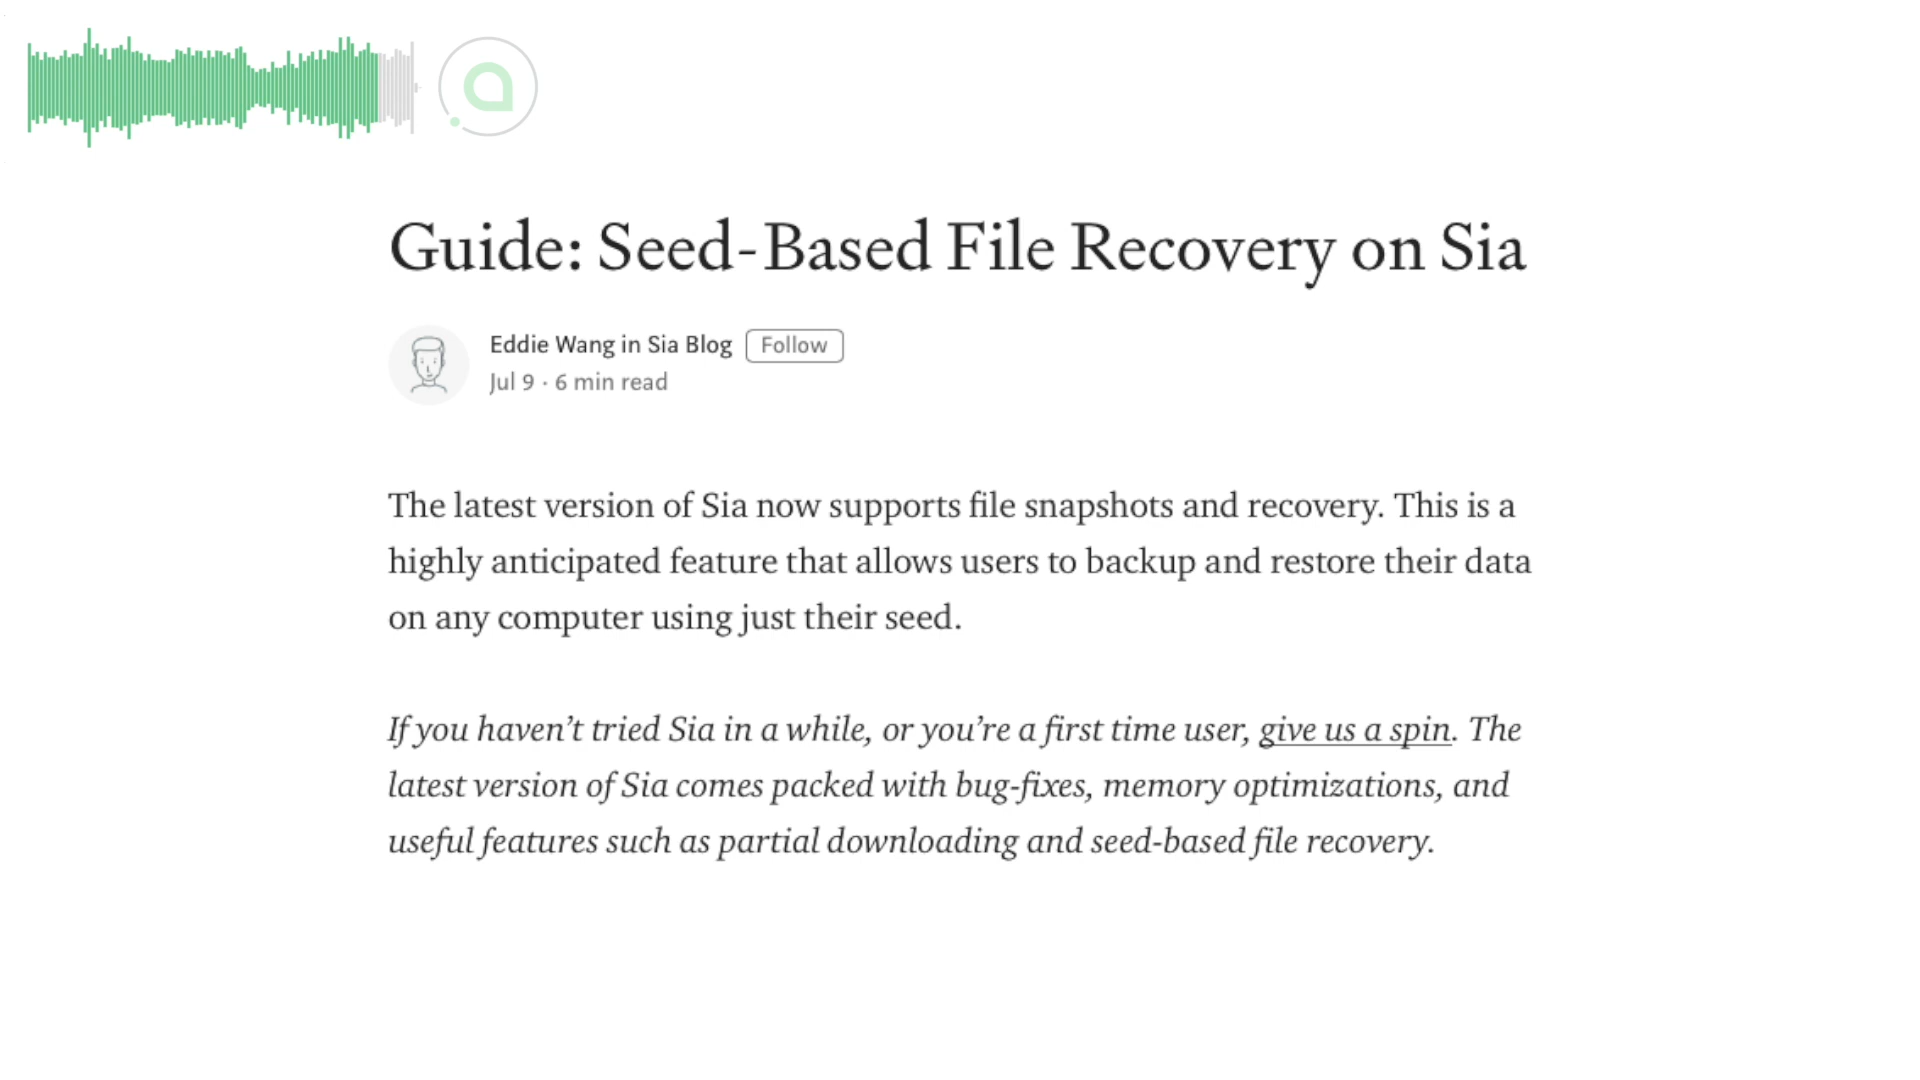 Guide: Seed-Based File Recovery on Sia
Eddie Wang in Sia Blog Follow
Jul 9 · 6 min read
The latest version of Sia now supports file snapshots and recovery. This is a
highly anticipated feature that allows users to backup and restore their data
on any computer using just their seed.
If you haven’t tried Sia in a while, or you’re a first time user, give us a spin. The
latest version of Sia comes packed with bug-fixes, memory optimizations, and
useful features such as partial downloading and seed-based file recovery.